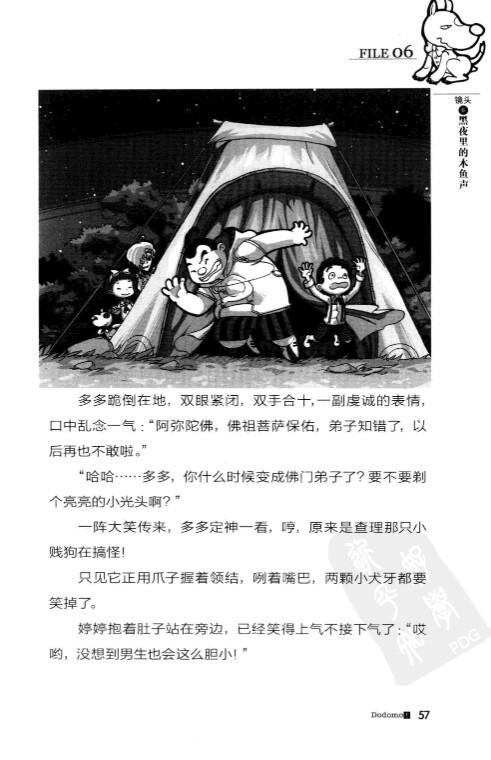 FILE 06
镜头
黑夜里的木鱼声
多多跪倒在地，双眼紧闭，双手合十，一副虔诚的表情，
口中乱念一气：“阿弥陀佛，佛祖菩萨保佑，弟子知错了，以
后再也不敢啦。”
“哈哈……多多，你什么时候变成佛门弟子了？要不要剃
个亮亮的小光头啊？”
一阵大笑传来，多多定神一看，哼，原来是查理那只小
贱狗在搞怪！
只见它正用爪子握着领结，咧着嘴巴，两颗小犬牙都要
笑掉了。
婷婷抱着肚子站在旁边，已经笑得上气不接下气了：“哎
哟，没想到男生也会这么胆小！”
PDG
Dodomo 57